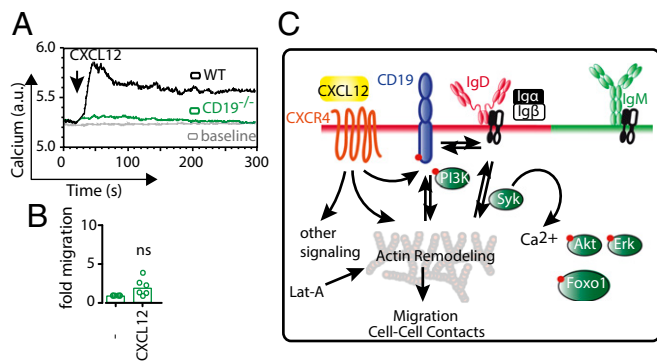 A
CXCL12
6.0
WT
5.5
CD19-/-
baseline
5.0
0
100
200
300
Calcium (a.u.)
Time (s)
B
fold migration
10
5
0
ns
-
CXCL12
C
CXCL12
CD19
IgD
Igα
Igβ
IgM
CXCR4
PI3K
Syk
other
signaling
Ca2+
Akt
Erk
Actin Remodeling
Foxo1
Lat-A
Migration
Cell-Cell Contacts